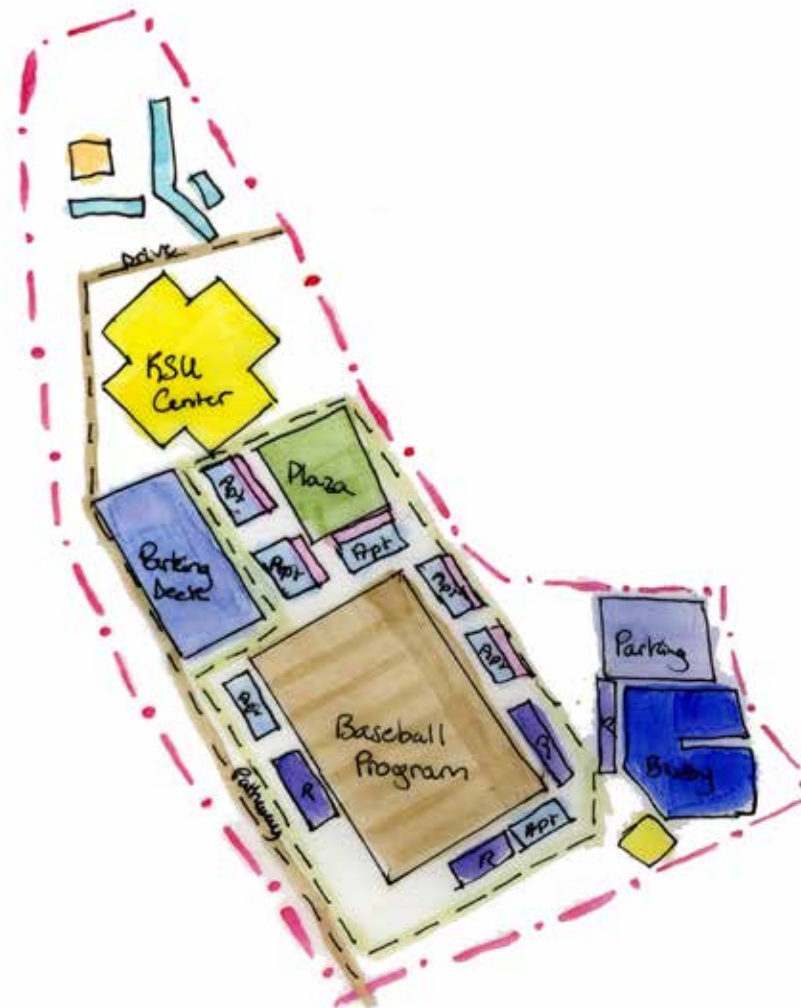 Drive
KSU
Center
Plaza
Apt
Parking
Deck
Apt
Apt
Apt
Apt
Parking
Apt
R
Baseball
Program
R
R
Pathway
R
Apt
R